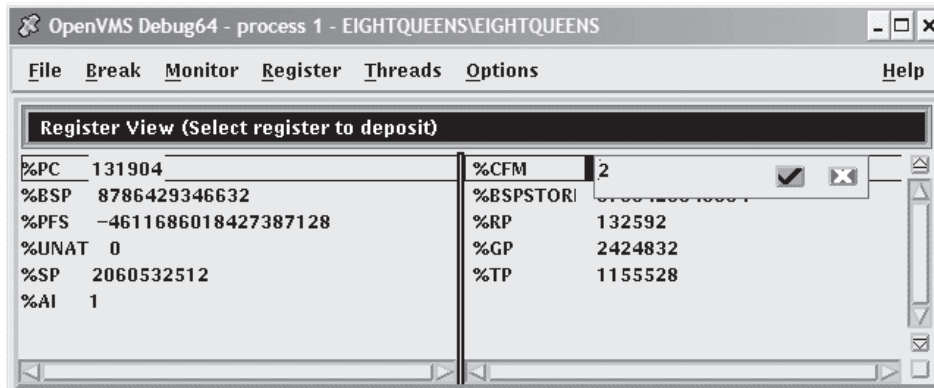 OpenVMS Debug64 - process 1 - EIGHTQUEENS\EIGHTQUEENS
File Break Monitor Register Threads Options Help
Register View (Select register to deposit)
%PC 131904
%BSP 8786429346632
%PFS -4611686018427387128
%UNAT 0
%SP 2060532512
%AI 1
%CFM 2
%BSPSTOR
%RP 132592
%GP 2424832
%TP 1155528